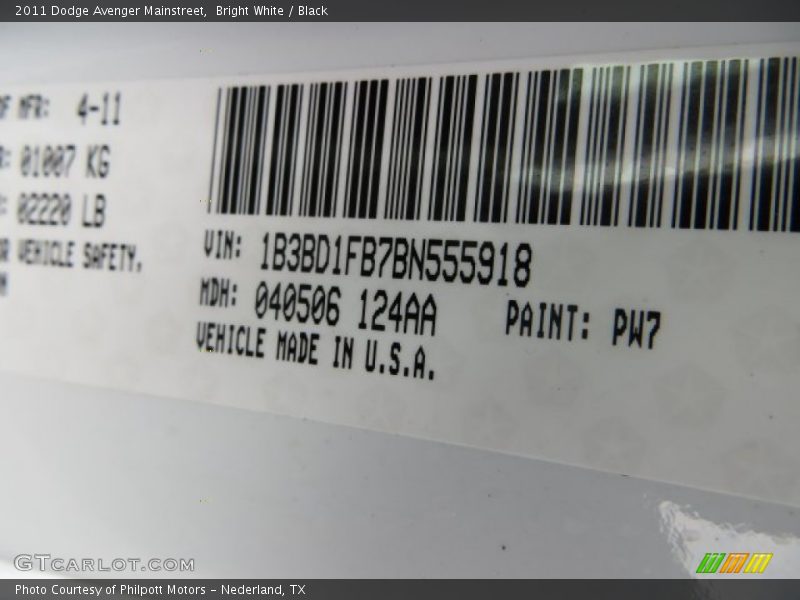 2011 Dodge Avenger Mainstreet,  Bright White / Black
MFR: 4-11
01007 KG
02220 LB
VEHICLE SAFETY,
VIN: 1B3BD1FB7BN555918
MDH: 040506 124AA PAINT: PW7
VEHICLE MADE IN U.S.A.
GTcarlot.com
Photo Courtesy of Philpott Motors - Nederland, TX